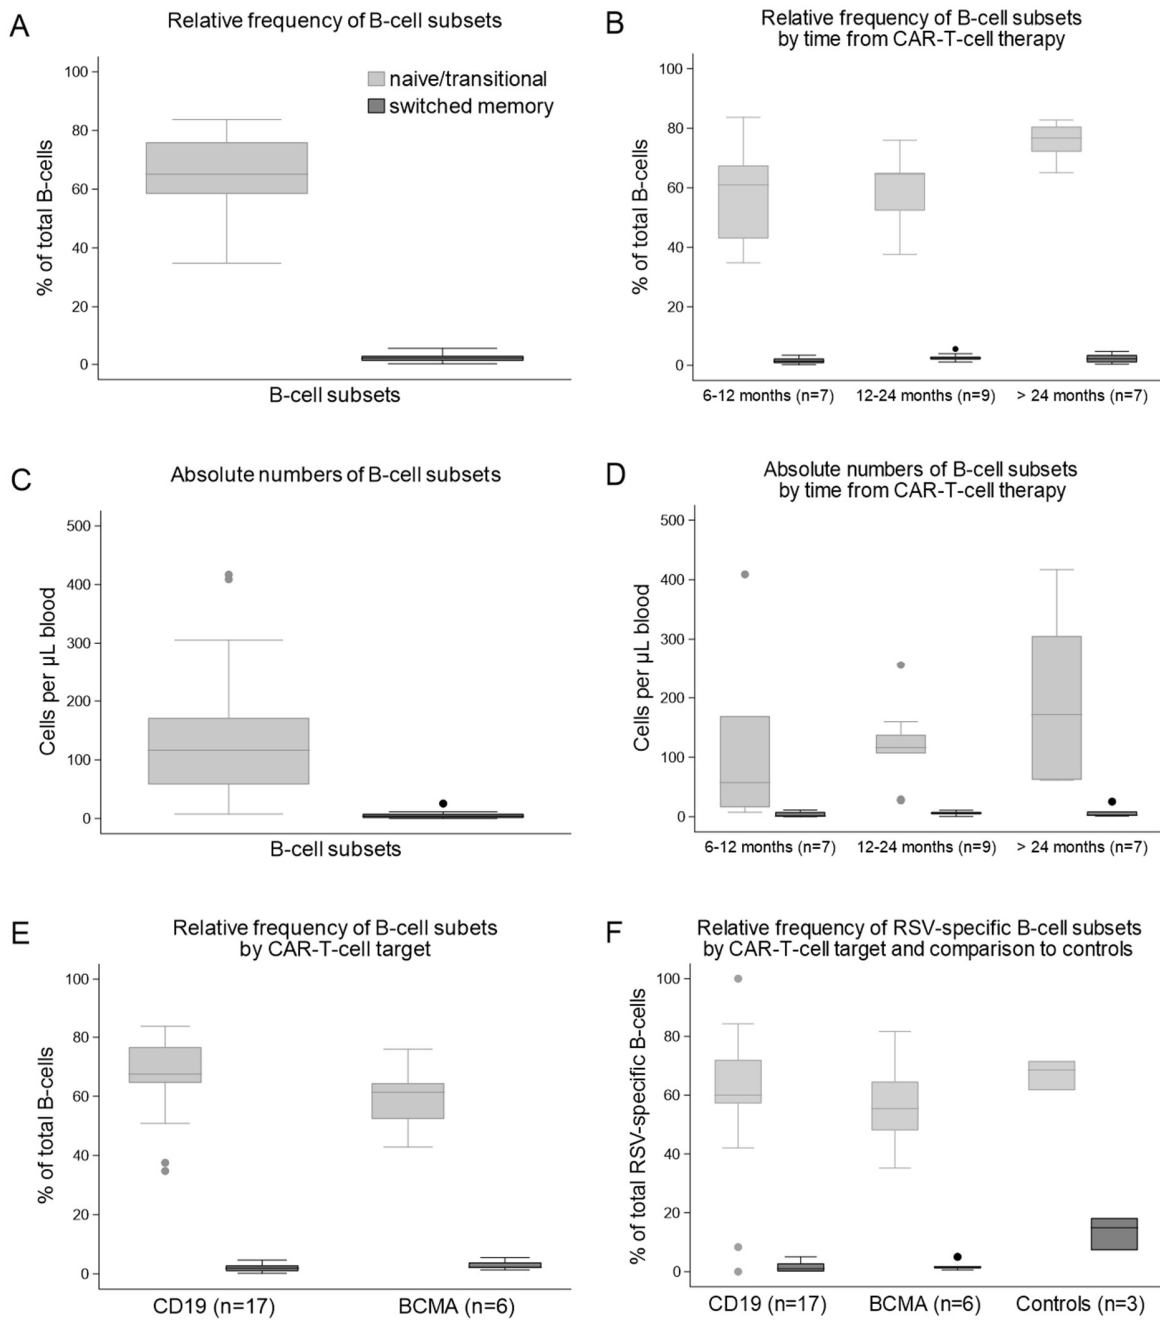 A
Relative frequency of B-cell subsets
% of total B-cells
100
80
60
40
20
0
naive/transitional
switched memory
B-cell subsets
B
Relative frequency of B-cell subsets
by time from CAR-T-cell therapy
% of total B-cells
100
80
60
40
20
0
6-12 months (n=7)
12-24 months (n=9)
> 24 months (n=7)
C
Absolute numbers of B-cell subsets
Cells per µL blood
500
400
300
200
100
0
B-cell subsets
D
Absolute numbers of B-cell subsets
by time from CAR-T-cell therapy
Cells per µL blood
500
400
300
200
100
0
6-12 months (n=7)
12-24 months (n=9)
> 24 months (n=7)
E
Relative frequency of B-cell subets
by CAR-T-cell target
% of total B-cells
100
80
60
40
20
0
CD19 (n=17)
BCMA (n=6)
F
Relative frequency of RSV-specific B-cell subsets
by CAR-T-cell target and comparison to controls
% of total RSV-specific B-cells
100
80
60
40
20
0
CD19 (n=17)
BCMA (n=6)
Controls (n=3)